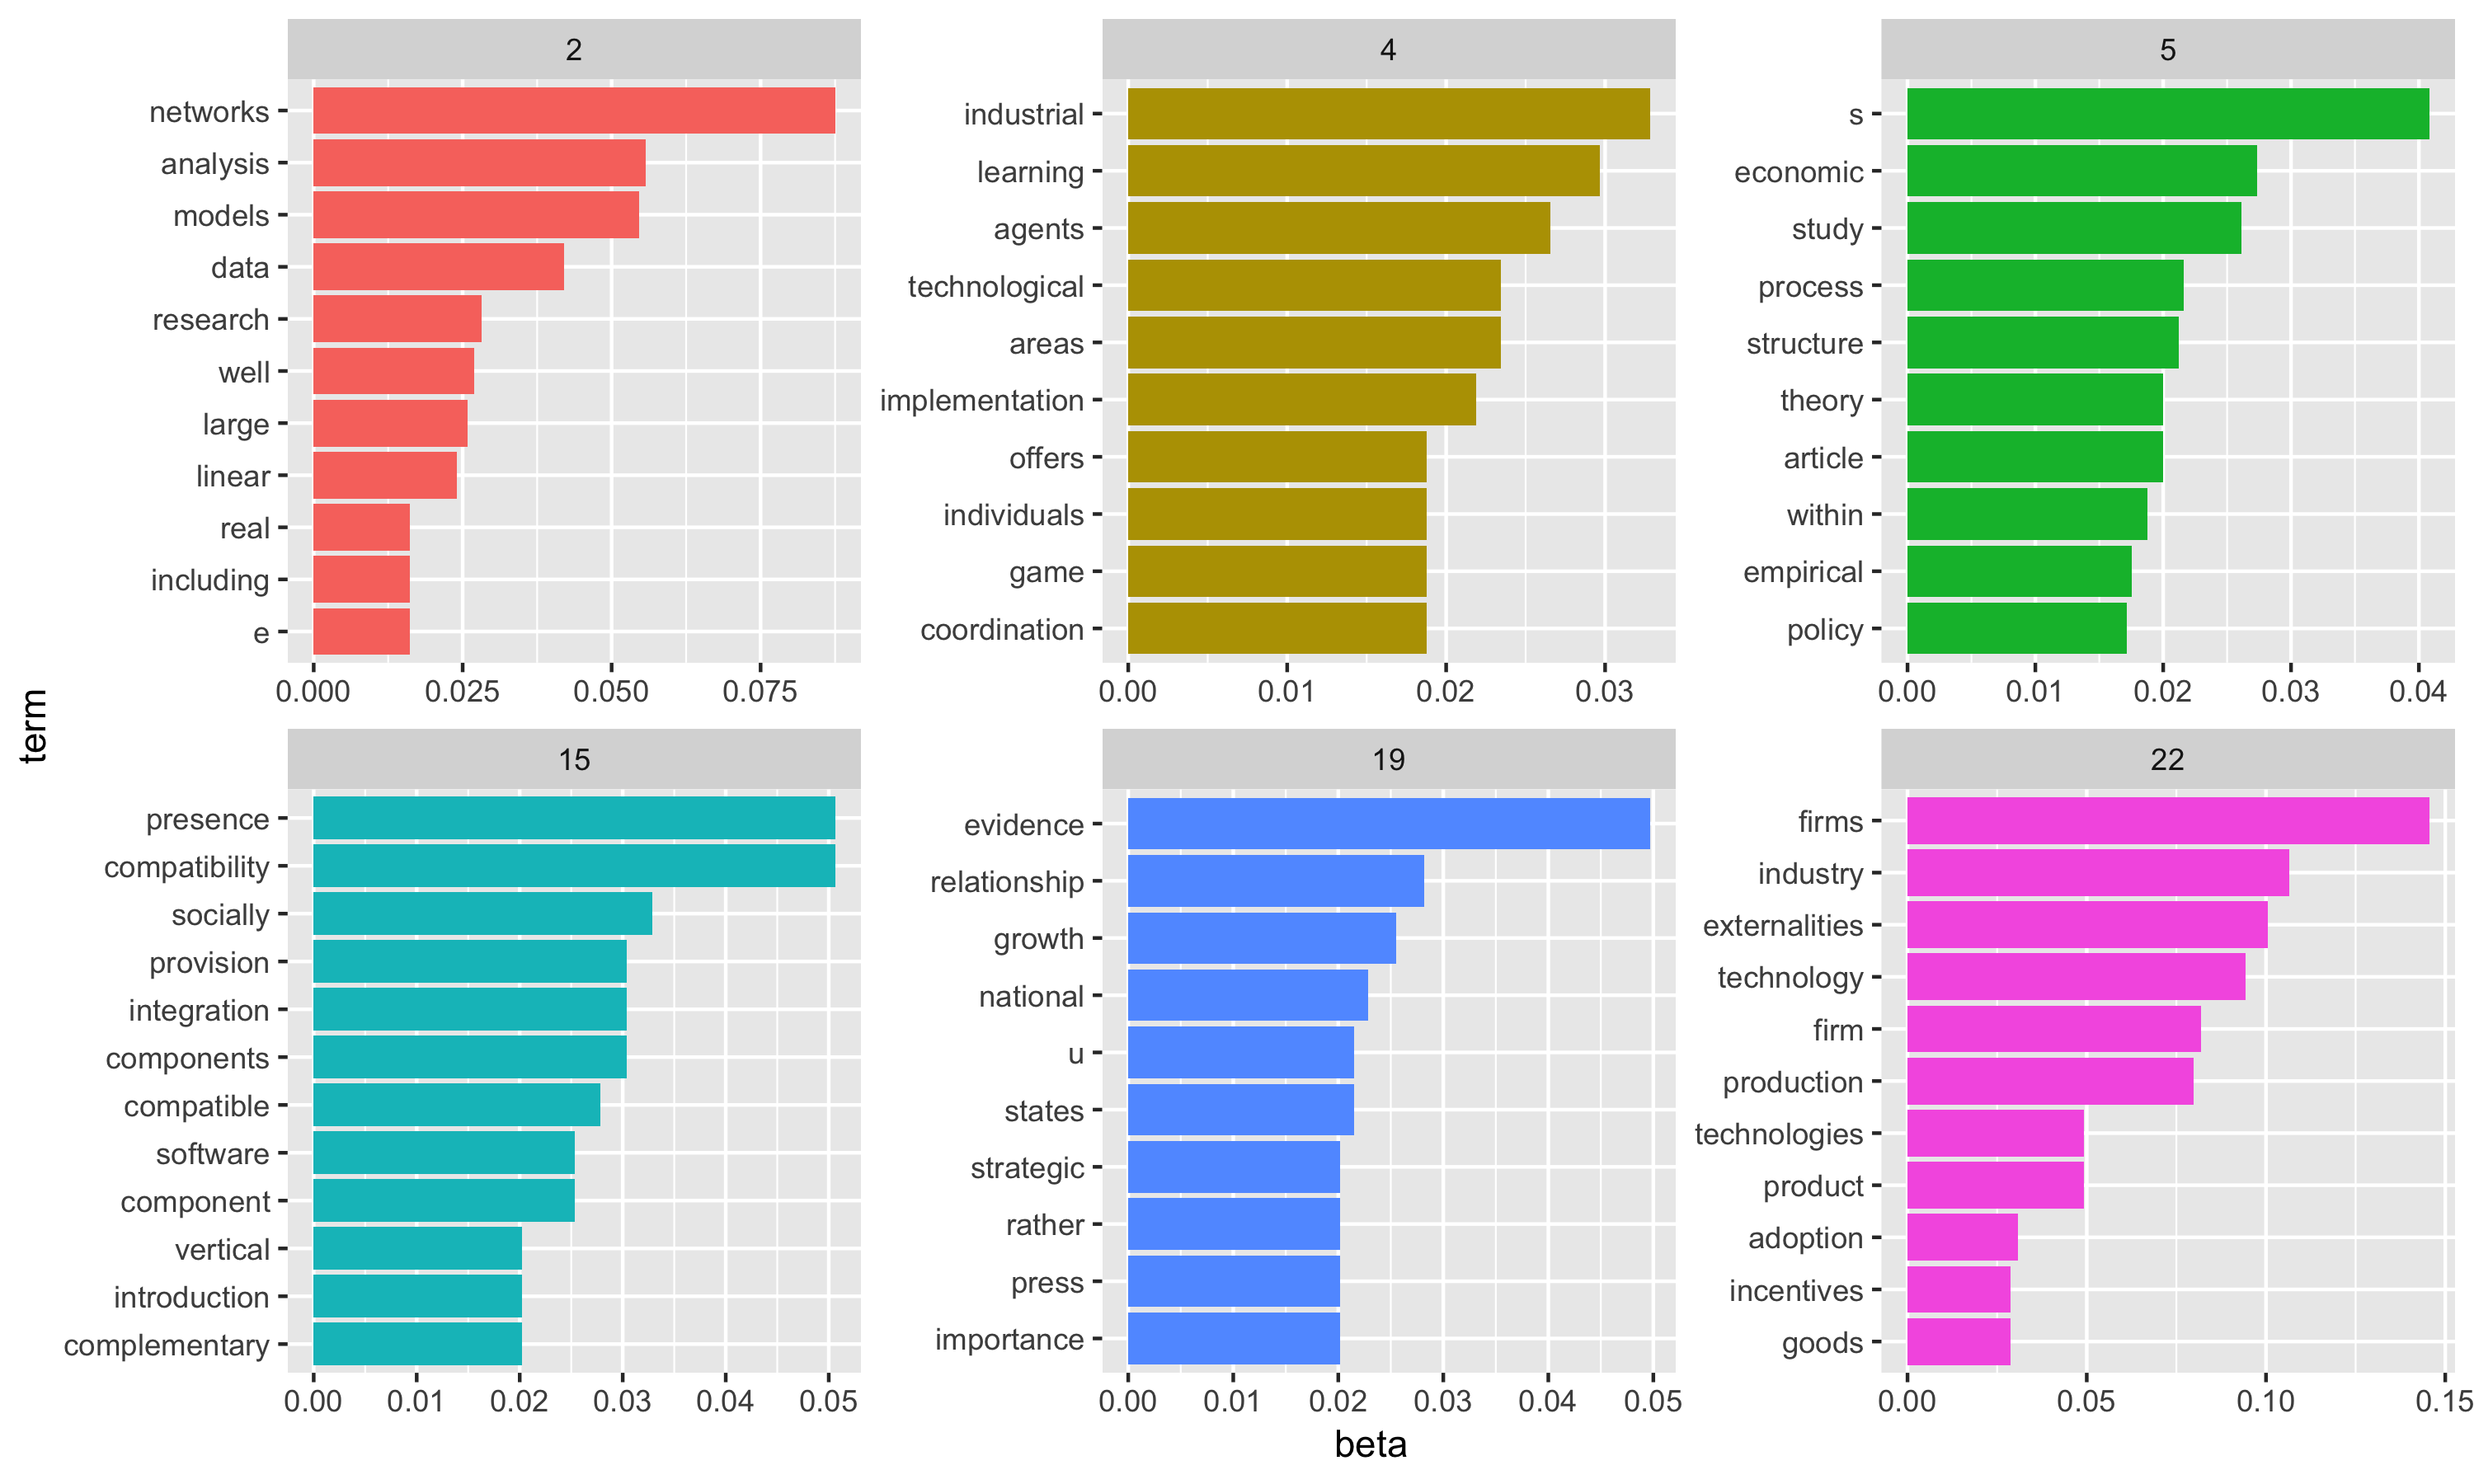 2
networks
analysis
models
data
research
well
large
linear
real
including
e
0.000 0.025 0.050 0.075
4
industrial
learning
agents
technological
areas
implementation
offers
individuals
game
coordination
0.00 0.01 0.02 0.03
5
s
economic
study
process
structure
theory
article
within
empirical
policy
0.00 0.01 0.02 0.03 0.04
15
presence
compatibility
socially
provision
integration
components
compatible
software
component
vertical
introduction
complementary
0.00 0.01 0.02 0.03 0.04 0.05
19
evidence
relationship
growth
national
u
states
strategic
rather
press
importance
0.00 0.01 0.02 0.03 0.04 0.05
22
firms
industry
externalities
technology
firm
production
technologies
product
adoption
incentives
goods
0.00 0.05 0.10 0.15
term
beta